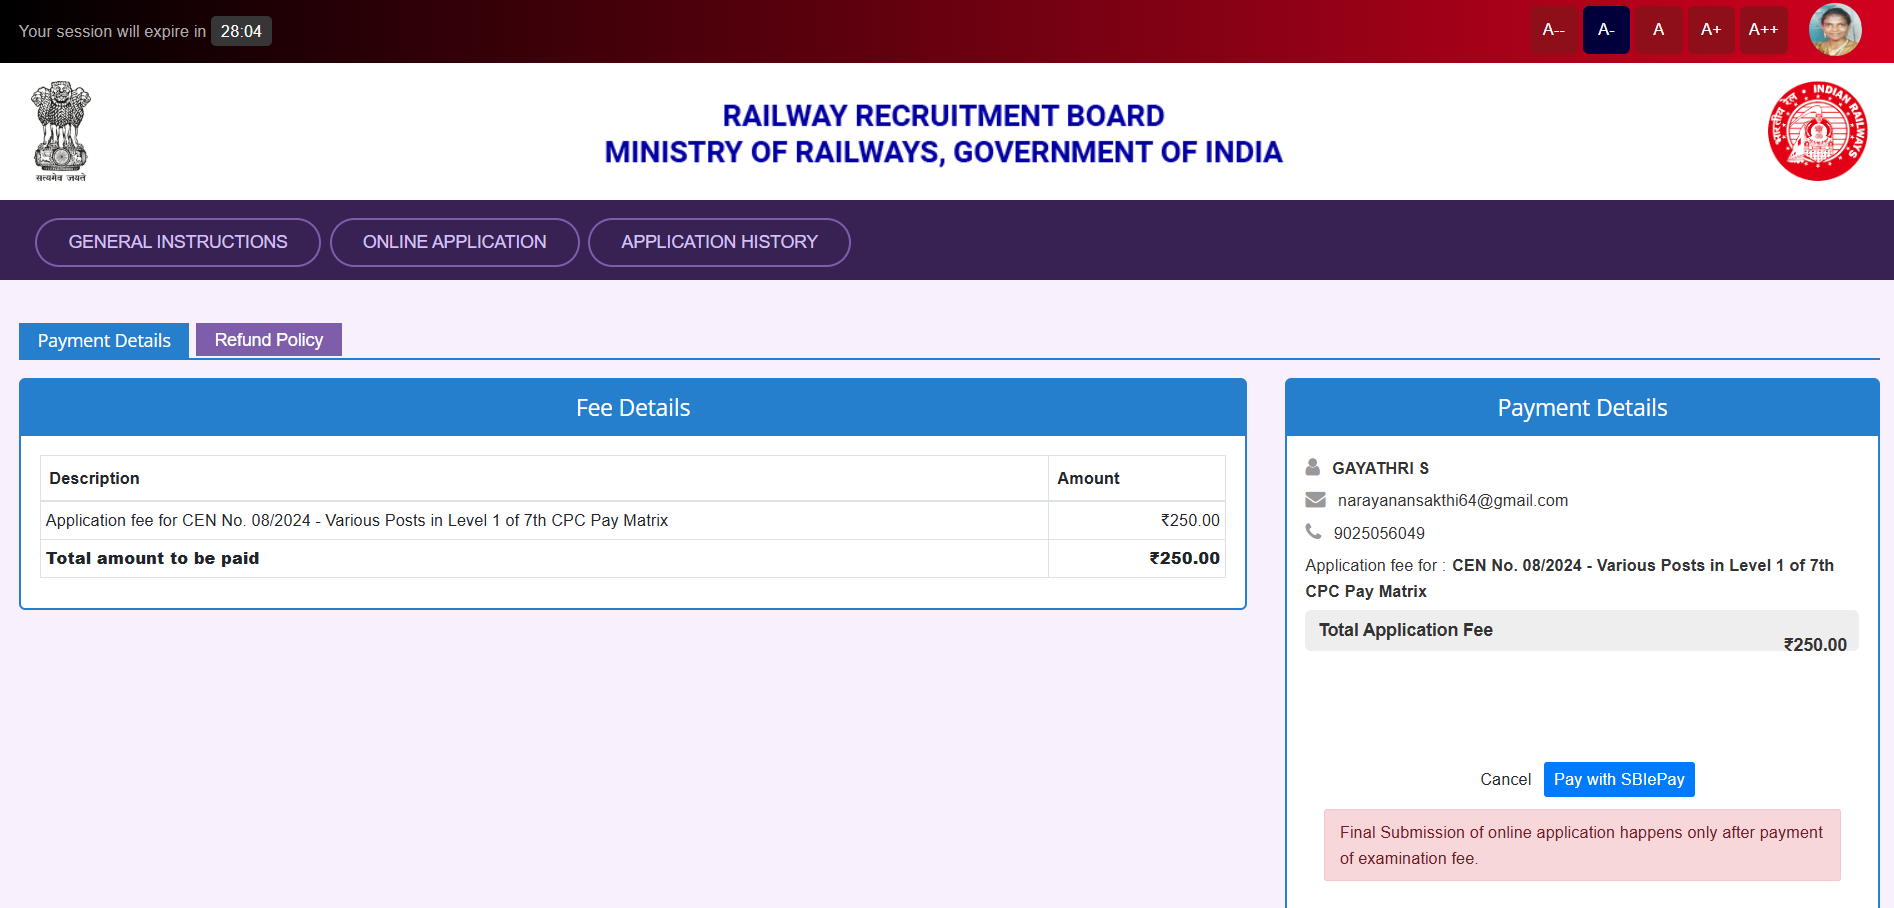 Your session will expire in 28:04
A-- A- A A+ A++
सत्यमेव जयते
RAILWAY RECRUITMENT BOARD
MINISTRY OF RAILWAYS, GOVERNMENT OF INDIA
भारतीय रेल • INDIAN RAILWAYS
GENERAL INSTRUCTIONS ONLINE APPLICATION APPLICATION HISTORY
Payment Details Refund Policy
Fee Details
Description Amount
Application fee for CEN No. 08/2024 - Various Posts in Level 1 of 7th CPC Pay Matrix ₹250.00
Total amount to be paid ₹250.00
Payment Details
GAYATHRI S
narayanansakthi64@gmail.com
9025056049
Application fee for : CEN No. 08/2024 - Various Posts in Level 1 of 7th
CPC Pay Matrix
Total Application Fee
₹250.00
Cancel Pay with SBIePay
Final Submission of online application happens only after payment
of examination fee.